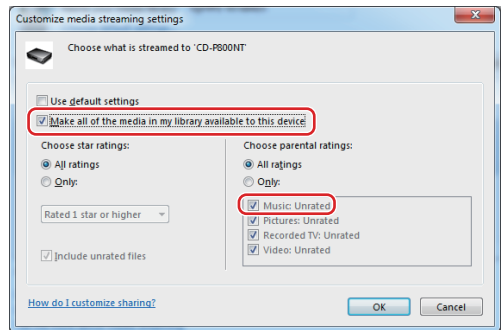 Customize media streaming settings
Choose what is streamed to 'CD-P800NT'
Use default settings
Make all of the media in my library available to this device
Choose star ratings:
All ratings
Only:
Rated 1 star or higher
Include unrated files
Choose parental ratings:
All ratings
Only:
Music: Unrated
Pictures: Unrated
Recorded TV: Unrated
Video: Unrated
How do I customize sharing?
OK
Cancel